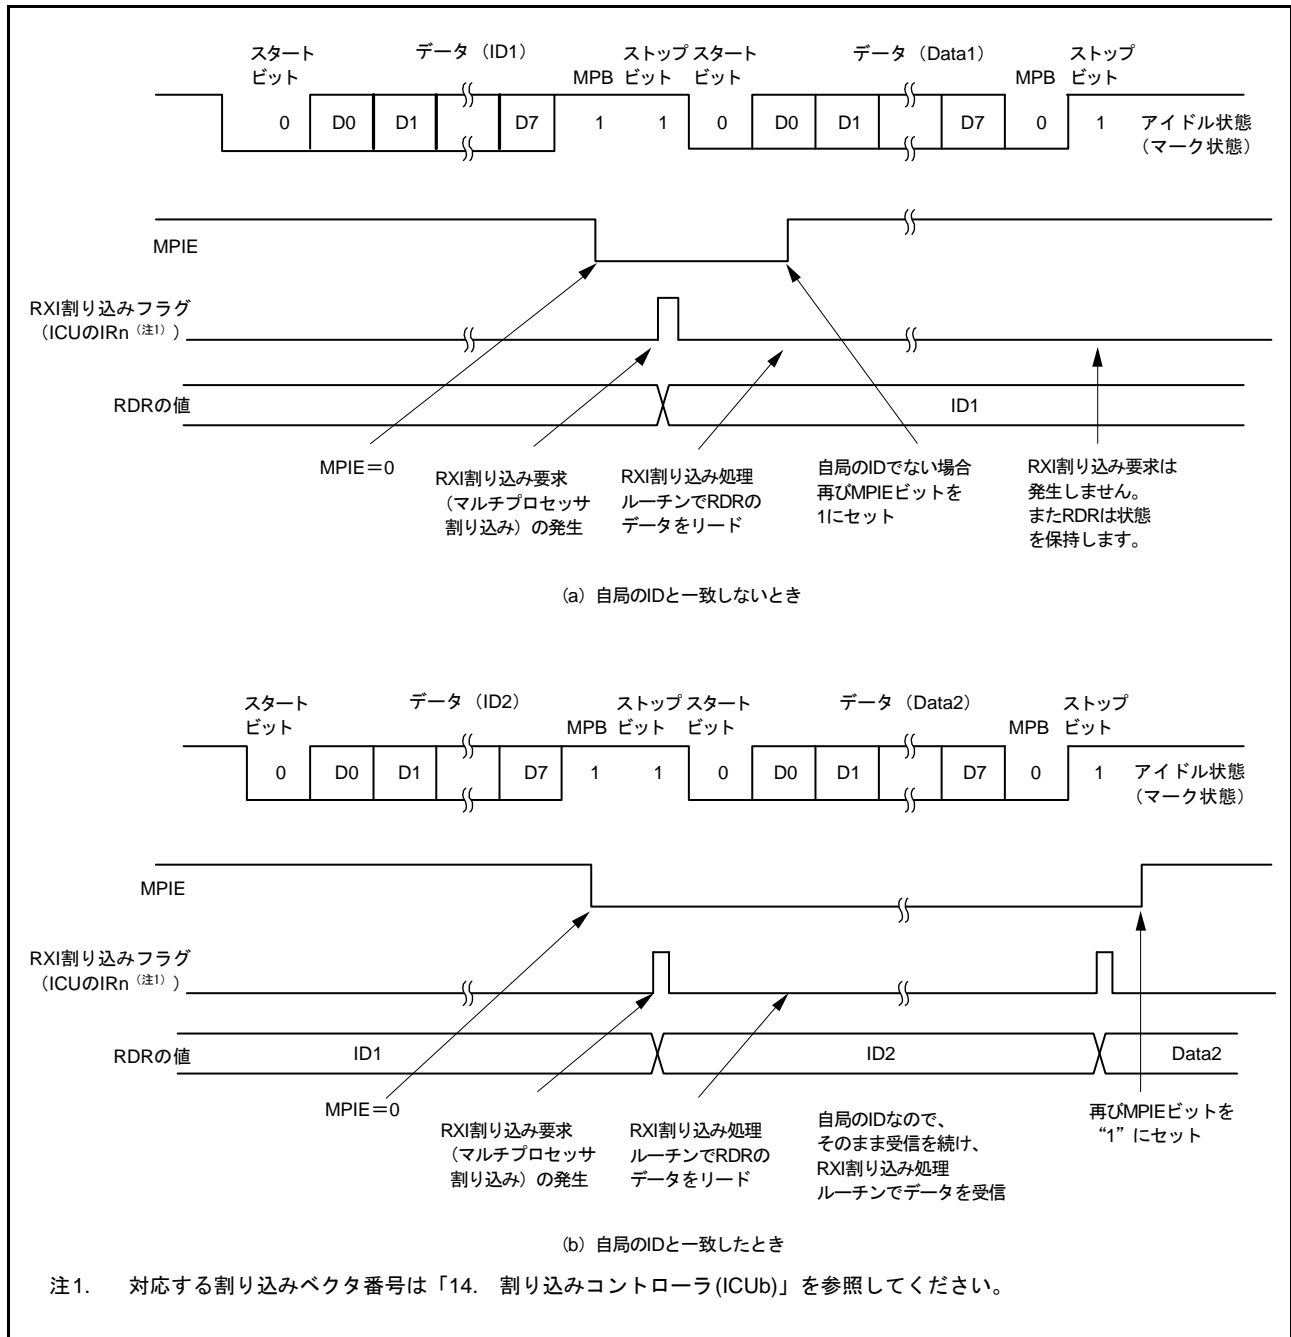 スタート
ビット
データ（ID1）
MPB
ストップ
ビット
スタート
ビット
データ（Data1）
MPB
ストップ
ビット
0 D0 D1 D7 1 1 0 D0 D1 D7 0 1
アイドル状態
（マーク状態）
MPIE
RXI割り込みフラグ
（ICUのIRn（注1））
RDRの値
ID1
MPIE＝0
RXI割り込み要求
（マルチプロセッサ
割り込み）の発生
RXI割り込み処理
ルーチンでRDRの
データをリード
自局のIDでない場合
再びMPIEビットを
1にセット
RXI割り込み要求は
発生しません。
またRDRは状態
を保持します。
（a）自局のIDと一致しないとき
スタート
ビット
データ（ID2）
MPB
ストップ
ビット
スタート
ビット
データ（Data2）
MPB
ストップ
ビット
0 D0 D1 D7 1 1 0 D0 D1 D7 0 1
アイドル状態
（マーク状態）
MPIE
RXI割り込みフラグ
（ICUのIRn（注1））
RDRの値
ID1
ID2
Data2
MPIE＝0
RXI割り込み要求
（マルチプロセッサ
割り込み）の発生
RXI割り込み処理
ルーチンでRDRの
データをリード
自局のIDなので、
そのまま受信を続け、
RXI割り込み処理
ルーチンでデータを受信
再びMPIEビットを
“1”にセット
（b）自局のIDと一致したとき
注1. 対応する割り込みベクタ番号は「14. 割り込みコントローラ(ICUb)」を参照してください。